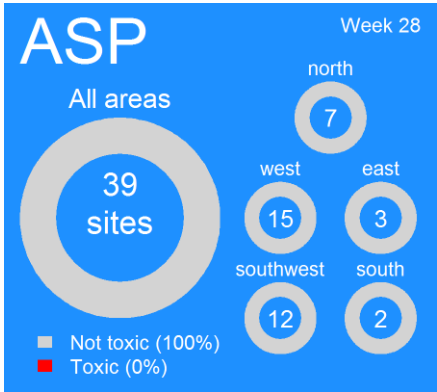 ASP
Week 28
All areas
39
sites
north
7
west
15
east
3
southwest
12
south
2
Not toxic (100%)
Toxic (0%)